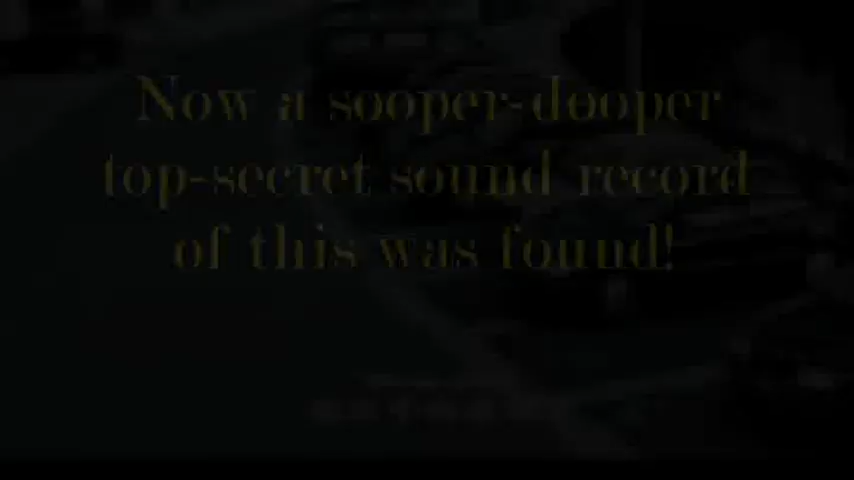 Now a sooper-dooper
top-secret sound record
of this was found!